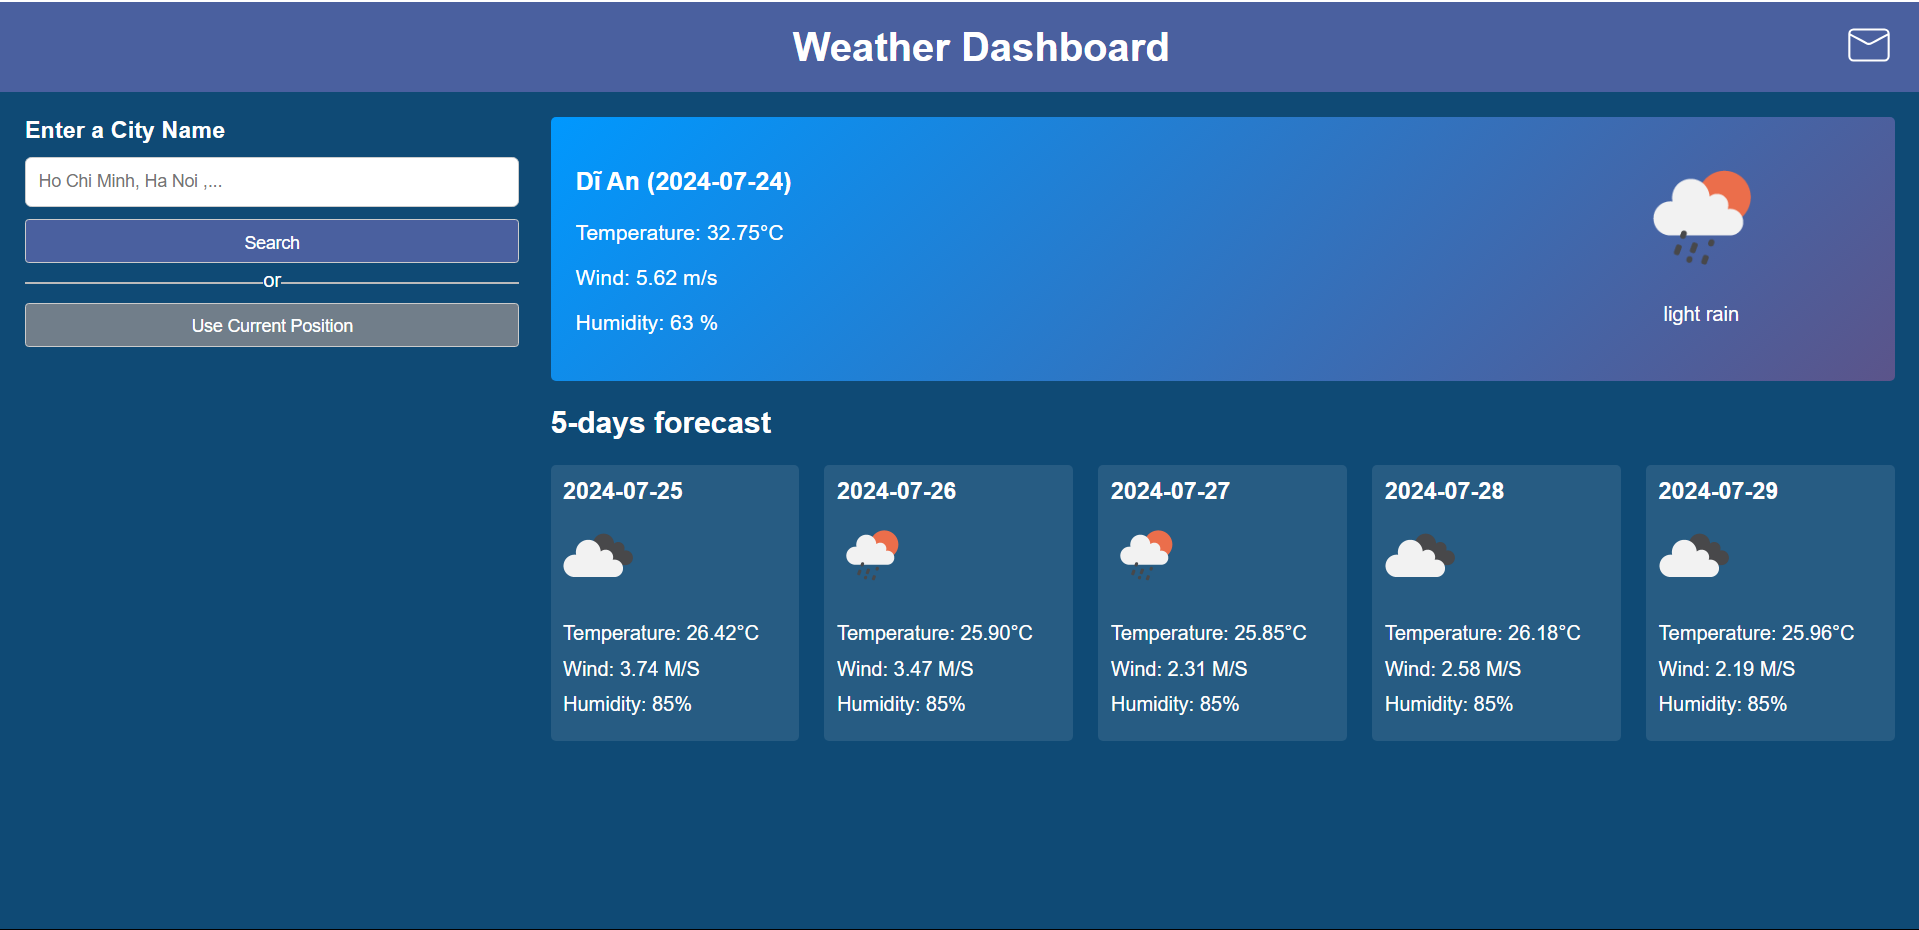 Weather Dashboard
Enter a City Name
Ho Chi Minh, Ha Noi ,...
Search
or
Use Current Position
Dĩ An (2024-07-24)
Temperature: 32.75°C
Wind: 5.62 m/s
Humidity: 63 %
light rain
5-days forecast
2024-07-25
Temperature: 26.42°C
Wind: 3.74 M/S
Humidity: 85%
2024-07-26
Temperature: 25.90°C
Wind: 3.47 M/S
Humidity: 85%
2024-07-27
Temperature: 25.85°C
Wind: 2.31 M/S
Humidity: 85%
2024-07-28
Temperature: 26.18°C
Wind: 2.58 M/S
Humidity: 85%
2024-07-29
Temperature: 25.96°C
Wind: 2.19 M/S
Humidity: 85%